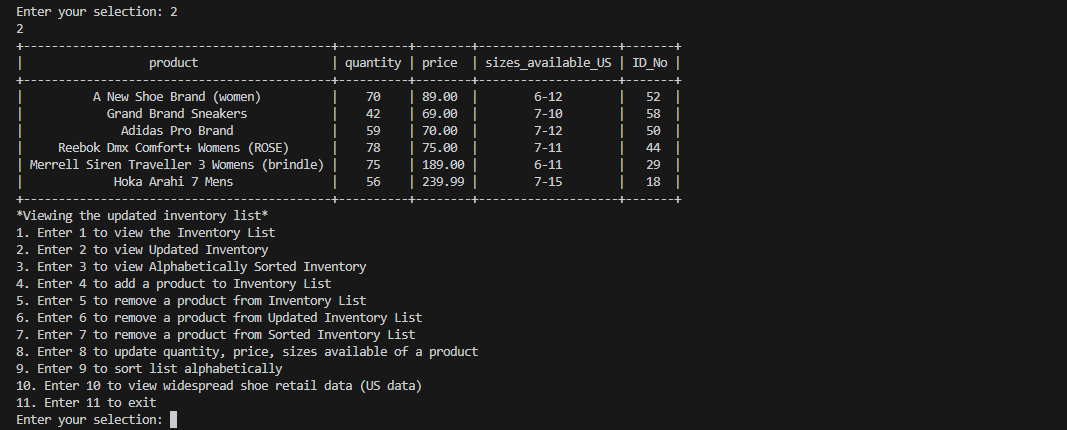 Enter your selection: 2
2
+--------------------------------------------+----------+--------+--------------------+-------+
| product | quantity | price | sizes_available_US | ID_No |
+--------------------------------------------+----------+--------+--------------------+-------+
| A New Shoe Brand (women) | 70 | 89.00 | 6-12 | 52 |
| Grand Brand Sneakers | 42 | 69.00 | 7-10 | 58 |
| Adidas Pro Brand | 59 | 70.00 | 7-12 | 50 |
| Reebok Dmx Comfort+ Womens (ROSE) | 78 | 75.00 | 7-11 | 44 |
| Merrell Siren Traveller 3 Womens (brindle) | 75 | 189.00 | 6-11 | 29 |
| Hoka Arahi 7 Mens | 56 | 239.99 | 7-15 | 18 |
+--------------------------------------------+----------+--------+--------------------+-------+
*Viewing the updated inventory list*
1. Enter 1 to view the Inventory List
2. Enter 2 to view Updated Inventory
3. Enter 3 to view Alphabetically Sorted Inventory
4. Enter 4 to add a product to Inventory List
5. Enter 5 to remove a product from Inventory List
6. Enter 6 to remove a product from Updated Inventory List
7. Enter 7 to remove a product from Sorted Inventory List
8. Enter 8 to update quantity, price, sizes available of a product
9. Enter 9 to sort list alphabetically
10. Enter 10 to view widespread shoe retail data (US data)
11. Enter 11 to exit
Enter your selection: